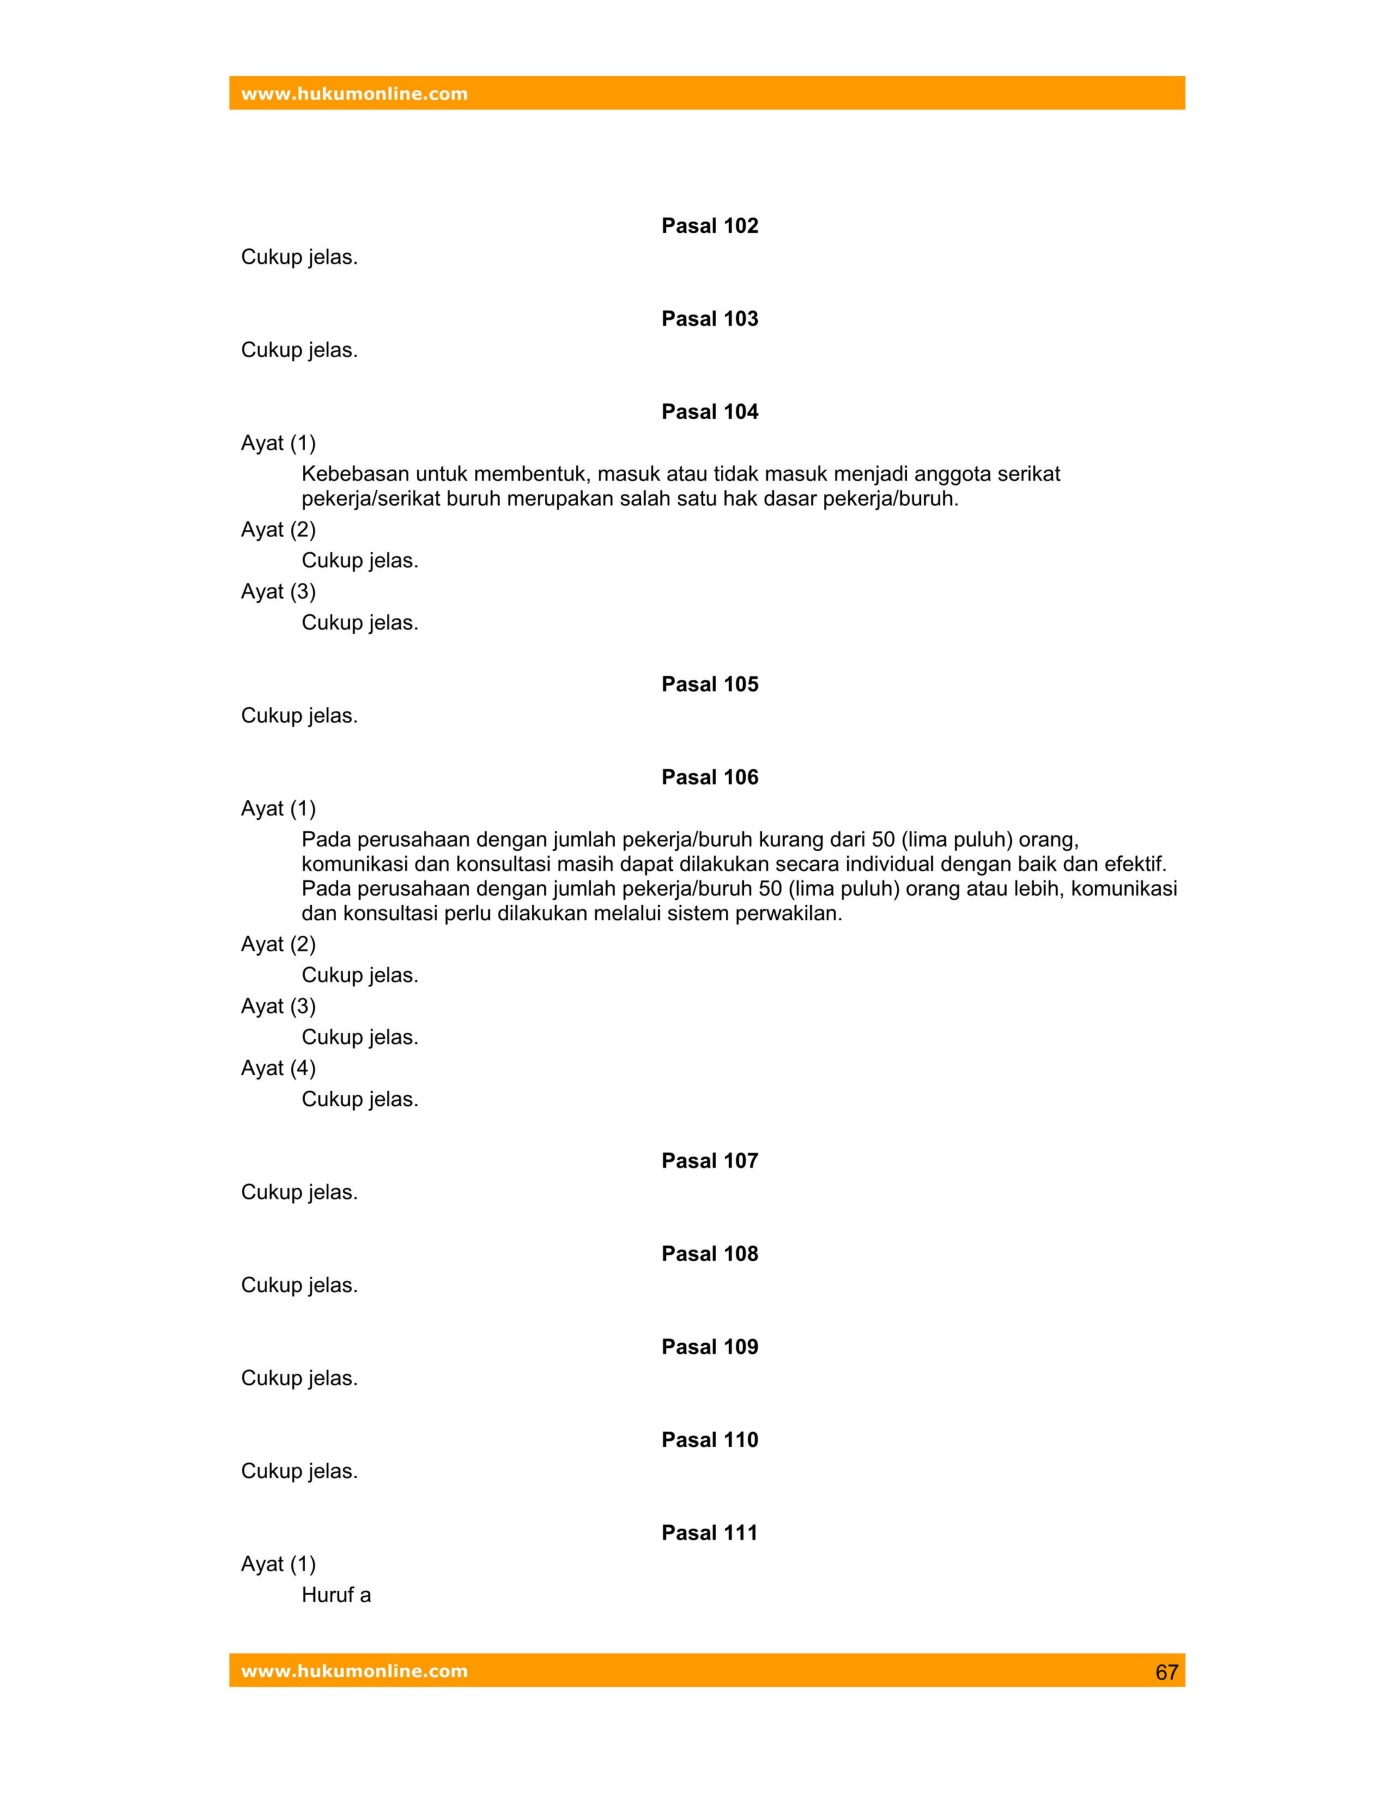 www.hukumonline.com
Pasal 102
Cukup jelas.
Pasal 103
Cukup jelas.
Pasal 104
Ayat (1)
Kebebasan untuk membentuk, masuk atau tidak masuk menjadi anggota serikat
pekerja/serikat buruh merupakan salah satu hak dasar pekerja/buruh.
Ayat (2)
Cukup jelas.
Ayat (3)
Cukup jelas.
Pasal 105
Cukup jelas.
Pasal 106
Ayat (1)
Pada perusahaan dengan jumlah pekerja/buruh kurang dari 50 (lima puluh) orang,
komunikasi dan konsultasi masih dapat dilakukan secara individual dengan baik dan efektif.
Pada perusahaan dengan jumlah pekerja/buruh 50 (lima puluh) orang atau lebih, komunikasi
dan konsultasi perlu dilakukan melalui sistem perwakilan.
Ayat (2)
Cukup jelas.
Ayat (3)
Cukup jelas.
Ayat (4)
Cukup jelas.
Pasal 107
Cukup jelas.
Pasal 108
Cukup jelas.
Pasal 109
Cukup jelas.
Pasal 110
Cukup jelas.
Pasal 111
Ayat (1)
Huruf a
www.hukumonline.com 67